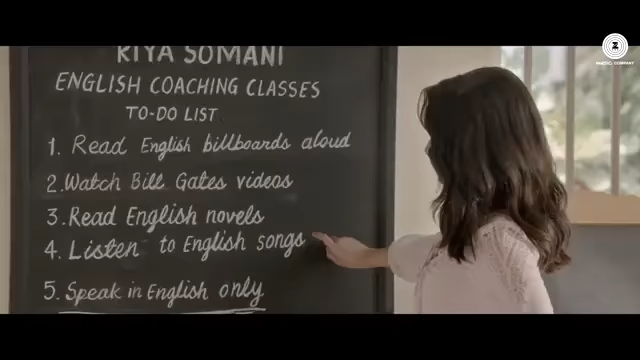 RIYA SOMANI
ENGLISH COACHING CLASSES
TO-DO LIST
1. Read English billboards aloud
2. Watch Bill Gates videos
3. Read English novels
4. Listen to English songs
5. Speak in English only